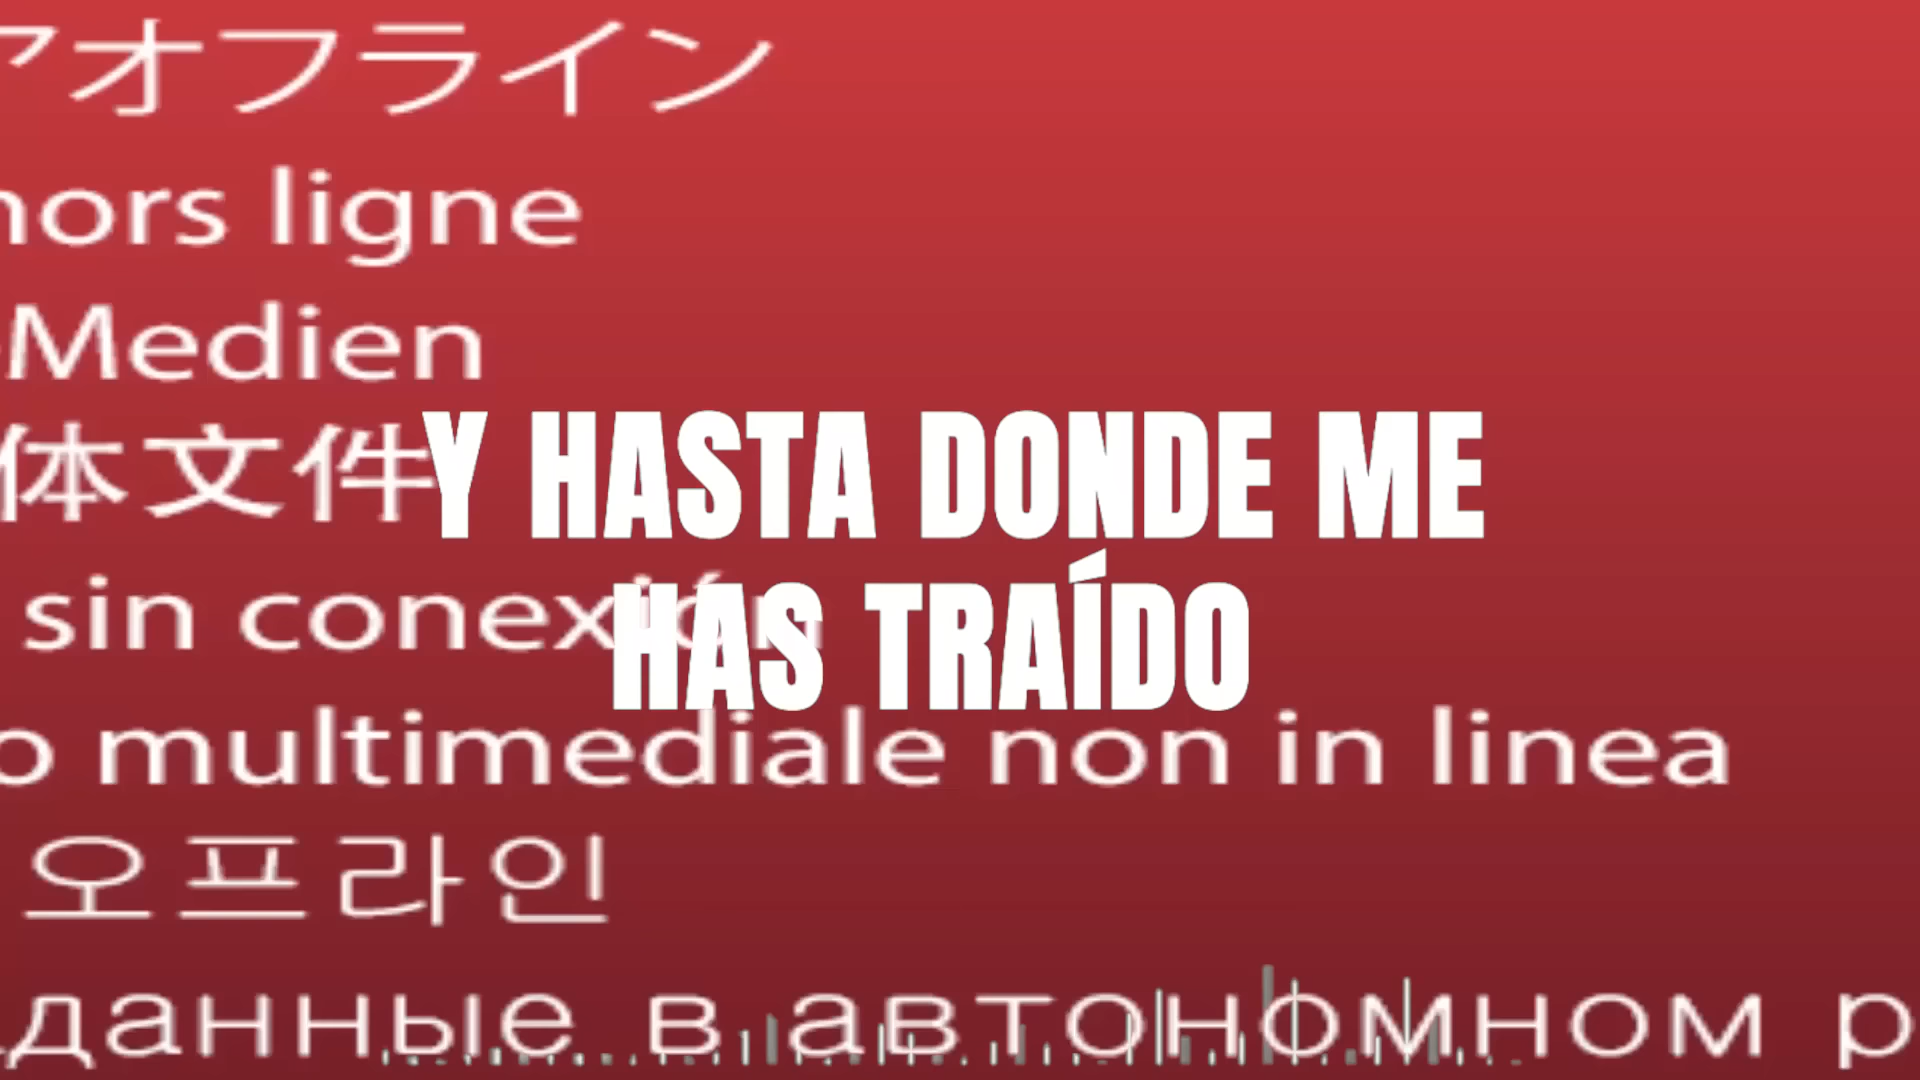 アオフライン
hors ligne
Medien
体文件
Y HASTA DONDE ME
HAS TRAÍDO
sin conexión
o multimediale non in linea
오프라인
данные в автономном р